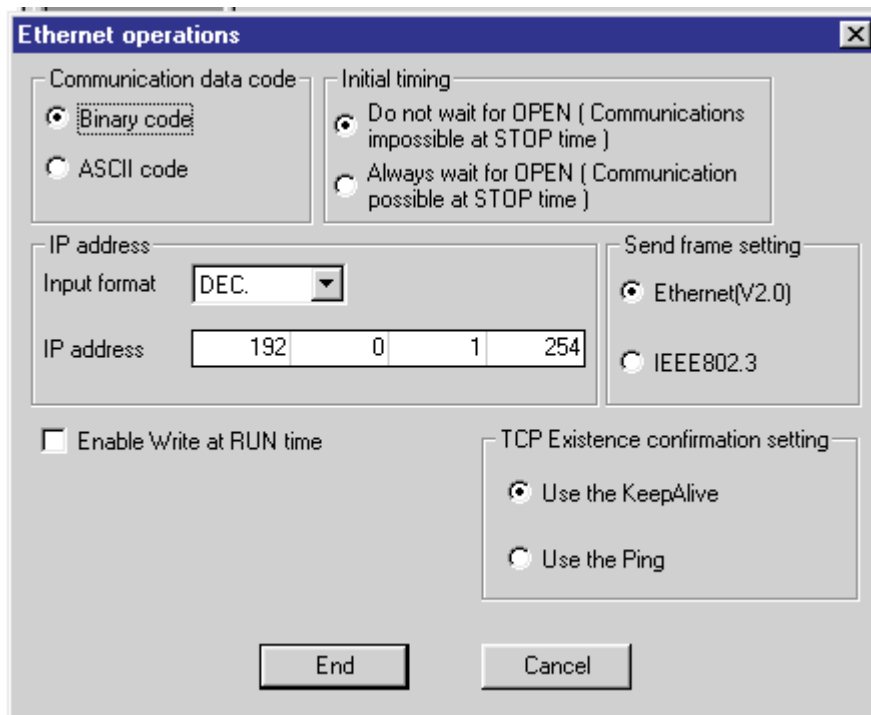 Ethernet operations
Communication data code
Binary code
ASCII code
Initial timing
Do not wait for OPEN ( Communications
impossible at STOP time )
Always wait for OPEN ( Communication
possible at STOP time )
IP address
Input format DEC.
IP address 192 0 1 254
Send frame setting
Ethernet(V2.0)
IEEE802.3
Enable Write at RUN time
TCP Existence confirmation setting
Use the KeepAlive
Use the Ping
End
Cancel